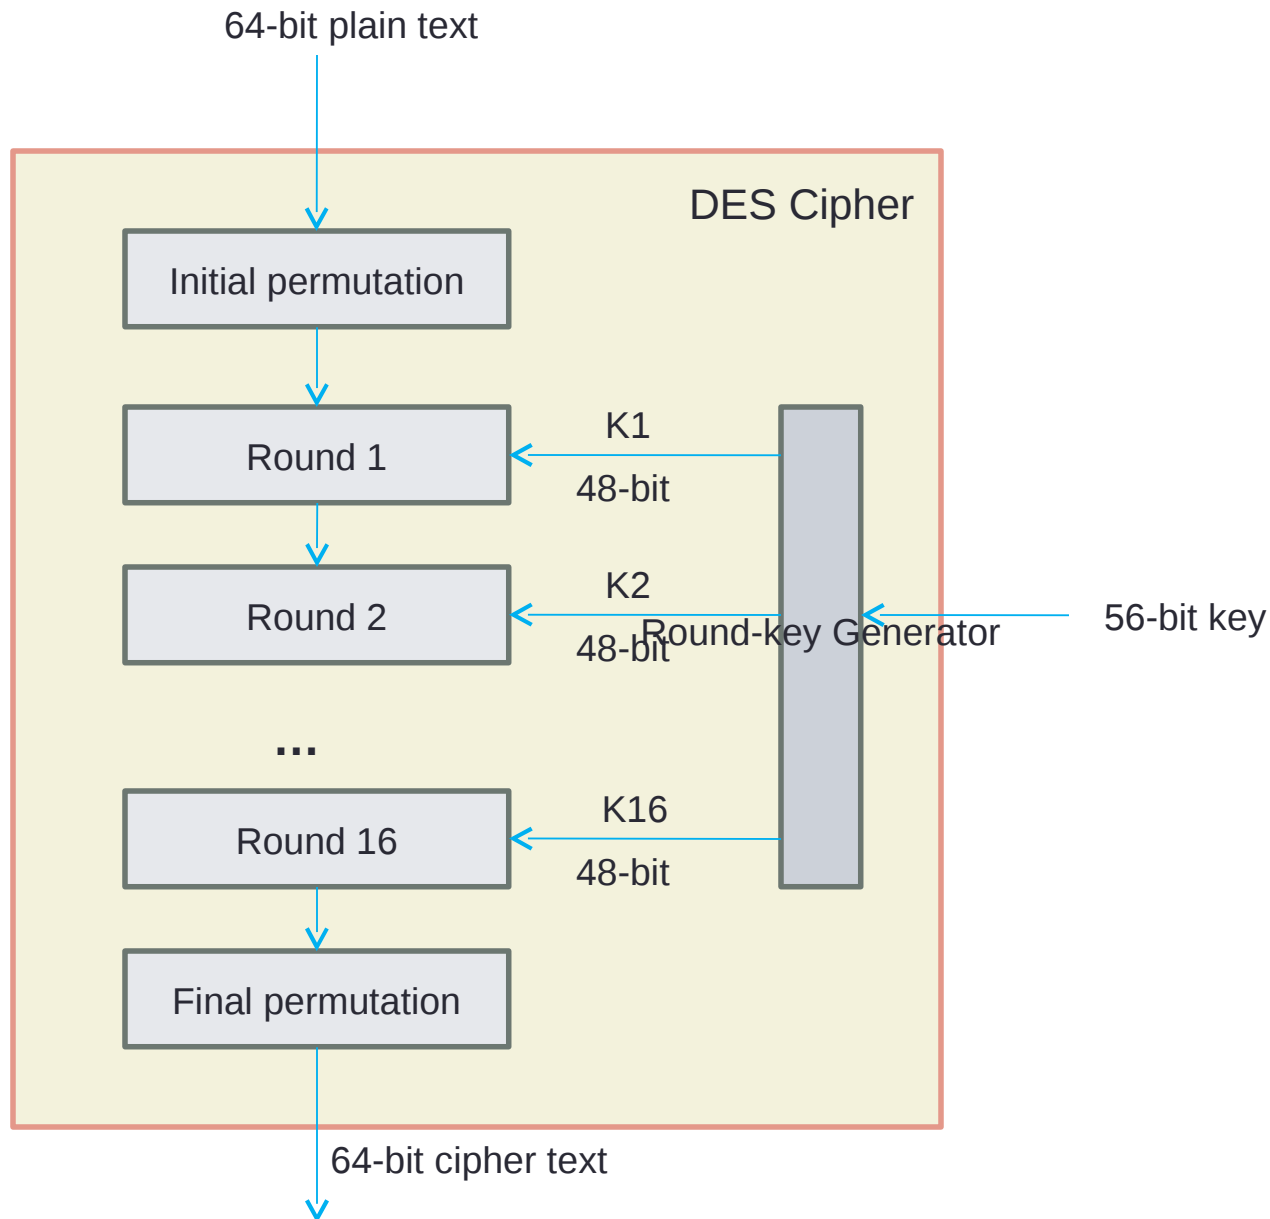 64-bit plain text
DES Cipher
Initial permutation
K1
Round 1
48-bit
K2
Round 2
56-bit key
Round-key Generator
48-bit
...
K16
Round 16
48-bit
Final permutation
64-bit cipher text